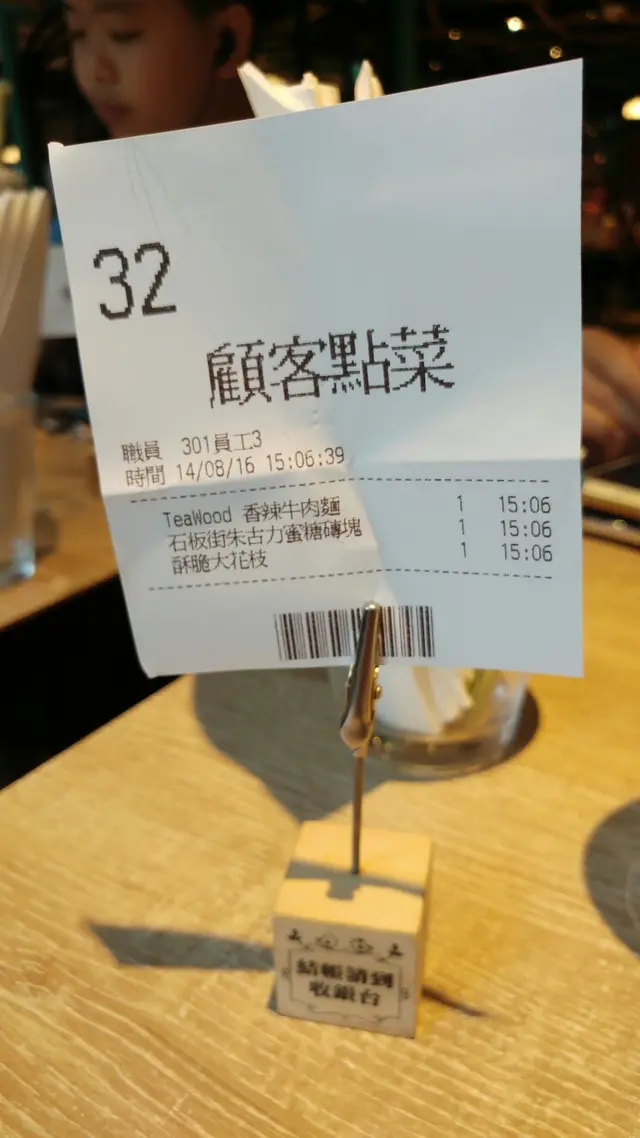 32
顧客點菜
職員 301員工3
時間 14/08/16 15:06:39
TeaWood 香辣牛肉麵 1 15:06
石板街朱古力蜜糖磚塊 1 15:06
酥脆大花枝 1 15:06
結帳請到
收銀台